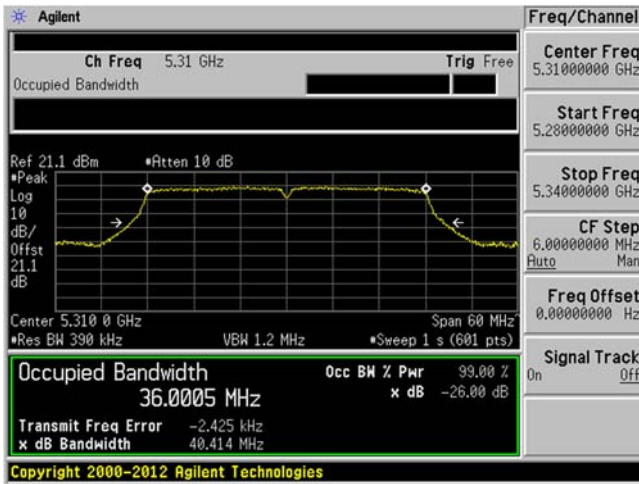 Agilent
Freq/Channel
Ch Freq 5.31 GHz Trig Free
Occupied Bandwidth
Center Freq
5.31000000 GHz
Start Freq
5.28000000 GHz
Stop Freq
5.34000000 GHz
CF Step
6.00000000 MHz
Auto Man
Freq Offset
0.00000000 Hz
Signal Track
On Off
Ref 21.1 dBm #Atten 10 dB
#Peak
Log
10
dB/
Offst
21.1
dB
Center 5.310 0 GHz Span 60 MHz
#Res BW 390 kHz VBW 1.2 MHz #Sweep 1 s (601 pts)
Occupied Bandwidth Occ BW % Pwr 99.00 %
36.0005 MHz x dB -26.00 dB
Transmit Freq Error -2.425 kHz
x dB Bandwidth 40.414 MHz
Copyright 2000-2012 Agilent Technologies